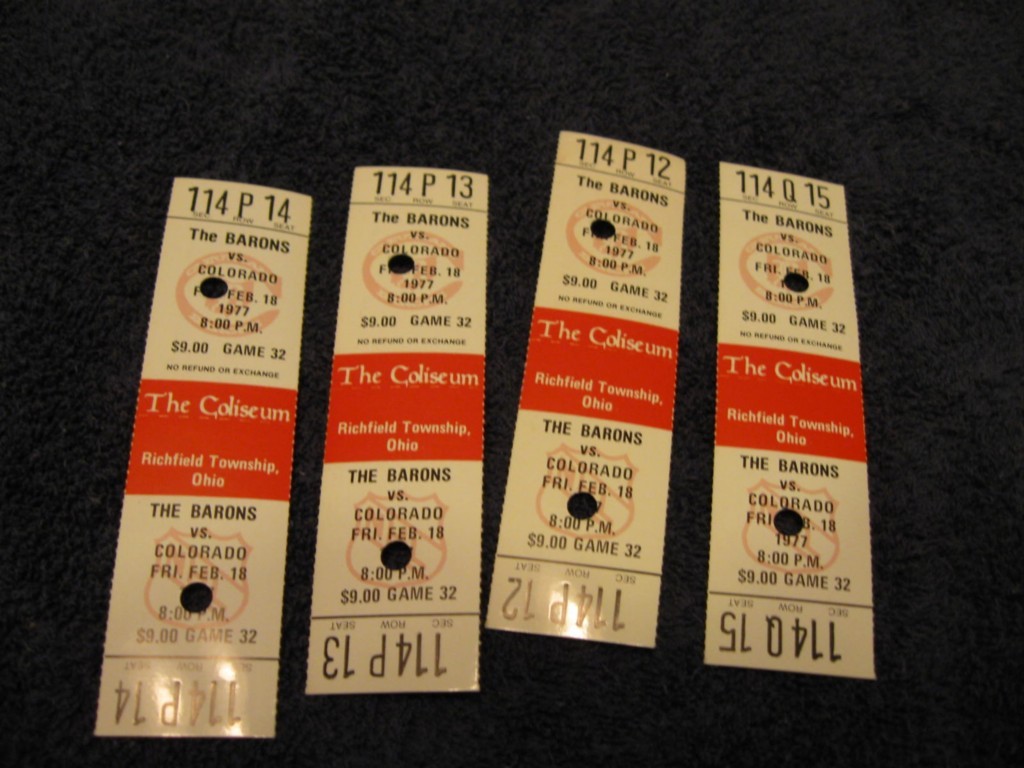 114 P 14
SEC ROW SEAT
The BARONS
vs.
COLORADO
FEB. 18
1977
8:00 P.M.
$9.00 GAME 32
NO REFUND OR EXCHANGE
The Coliseum
Richfield Township,
Ohio
THE BARONS
vs.
COLORADO
FRI. FEB. 18
8:00 P.M.
$9.00 GAME 32
SEC ROW SEAT
114 P 14
114 P 13
SEC ROW SEAT
The BARONS
vs.
COLORADO
FEB. 18
1977
8:00 P.M.
$9.00 GAME 32
NO REFUND OR EXCHANGE
The Coliseum
Richfield Township,
Ohio
THE BARONS
vs.
COLORADO
FRI. FEB. 18
8:00 P.M.
$9.00 GAME 32
SEC ROW SEAT
114 P 13
114 P 12
SEC ROW SEAT
The BARONS
vs.
COLORADO
FEB. 18
1977
8:00 P.M.
$9.00 GAME 32
NO REFUND OR EXCHANGE
The Coliseum
Richfield Township,
Ohio
THE BARONS
vs.
COLORADO
FRI. FEB. 18
8:00 P.M.
$9.00 GAME 32
SEC ROW SEAT
114 P 12
114 Q 15
SEC ROW SEAT
The BARONS
vs.
COLORADO
FRI. FEB. 18
8:00 P.M.
$9.00 GAME 32
NO REFUND OR EXCHANGE
The Coliseum
Richfield Township,
Ohio
THE BARONS
vs.
COLORADO
FRI. 18
1977
8:00 P.M.
$9.00 GAME 32
SEC ROW SEAT
114 Q 15